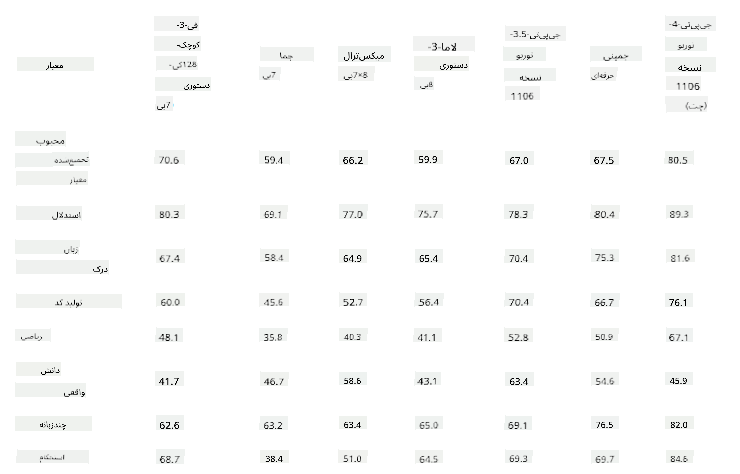 معیار
فی-3-
کوچک-
128کی-
دستوری
7بی
جما
7بی
میکس‌ترال
8×7بی
لاما-3-
دستوری
8بی
جی‌پی‌تی-3.5-
توربو
نسخه
1106
جمینی
حرفه‌ای
جی‌پی‌تی-4-
توربو
نسخه
1106
(چت)
محبوب
تجمیع‌شده
معیار
70.6 59.4 66.2 59.9 67.0 67.5 80.5
استدلال 80.3 69.1 77.0 75.7 78.3 80.4 89.3
زبان
درک
67.4 58.4 64.9 65.4 70.4 75.3 81.6
تولید کد 60.0 45.6 52.7 56.4 70.4 66.7 76.1
ریاضی 48.1 35.8 40.3 41.1 52.8 50.9 67.1
دانش
واقعی
41.7 46.7 58.6 43.1 63.4 54.6 45.9
چندزبانه 62.6 63.2 63.4 65.0 69.1 76.5 82.0
استحکام 68.7 38.4 51.0 64.5 69.3 69.7 84.6